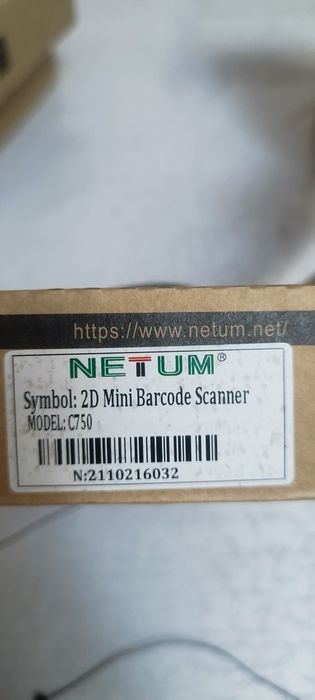 https://www.netum.net/
NETUM®
Symbol: 2D Mini Barcode Scanner
MODEL: C750
N:2110216032